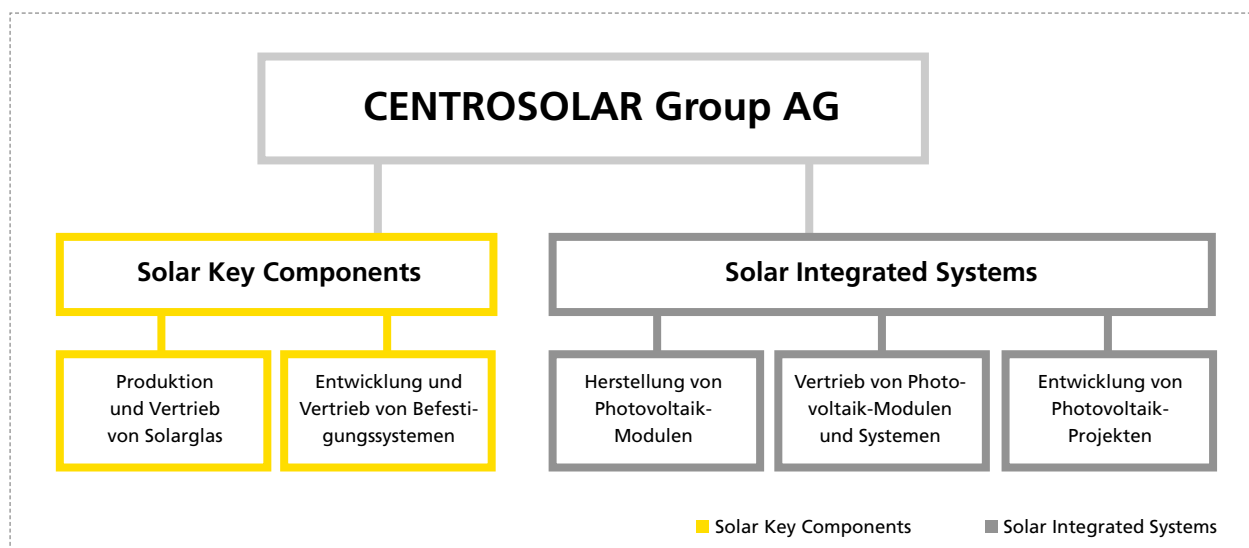 CENTROSOLAR Group AG
Solar Key Components
Solar Integrated Systems
Produktion
und Vertrieb
von Solarglas
Entwicklung und
Vertrieb von Befesti-
gungssystemen
Herstellung von
Photovoltaik-
Modulen
Vertrieb von Photo-
voltaik-Modulen
und Systemen
Entwicklung von
Photovoltaik-
Projekten
Solar Key Components
Solar Integrated Systems